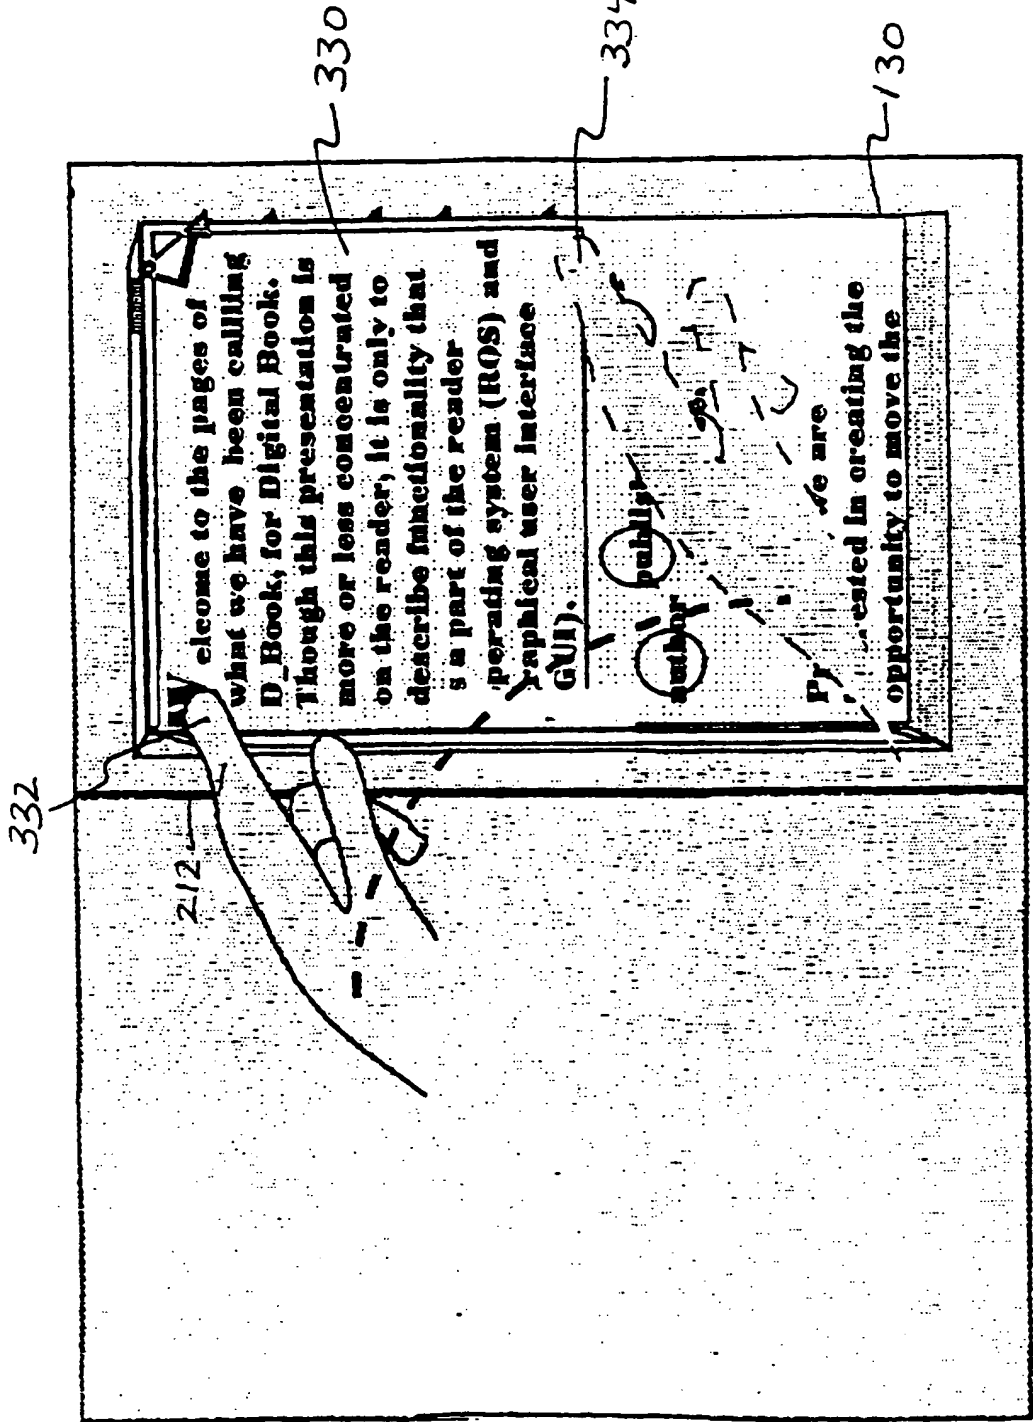 332
212
330
334
130
elcome to the pages of
what we have been calling
D_Book, for Digital Book.
Though this presentation is
more or less concentrated
on the reader, it is only to
describe functionality that
s a part of the reader
perating system (ROS) and
raphical user interface
GUI).
author publish
Pr e are
ested in creating the
opportunity to move the